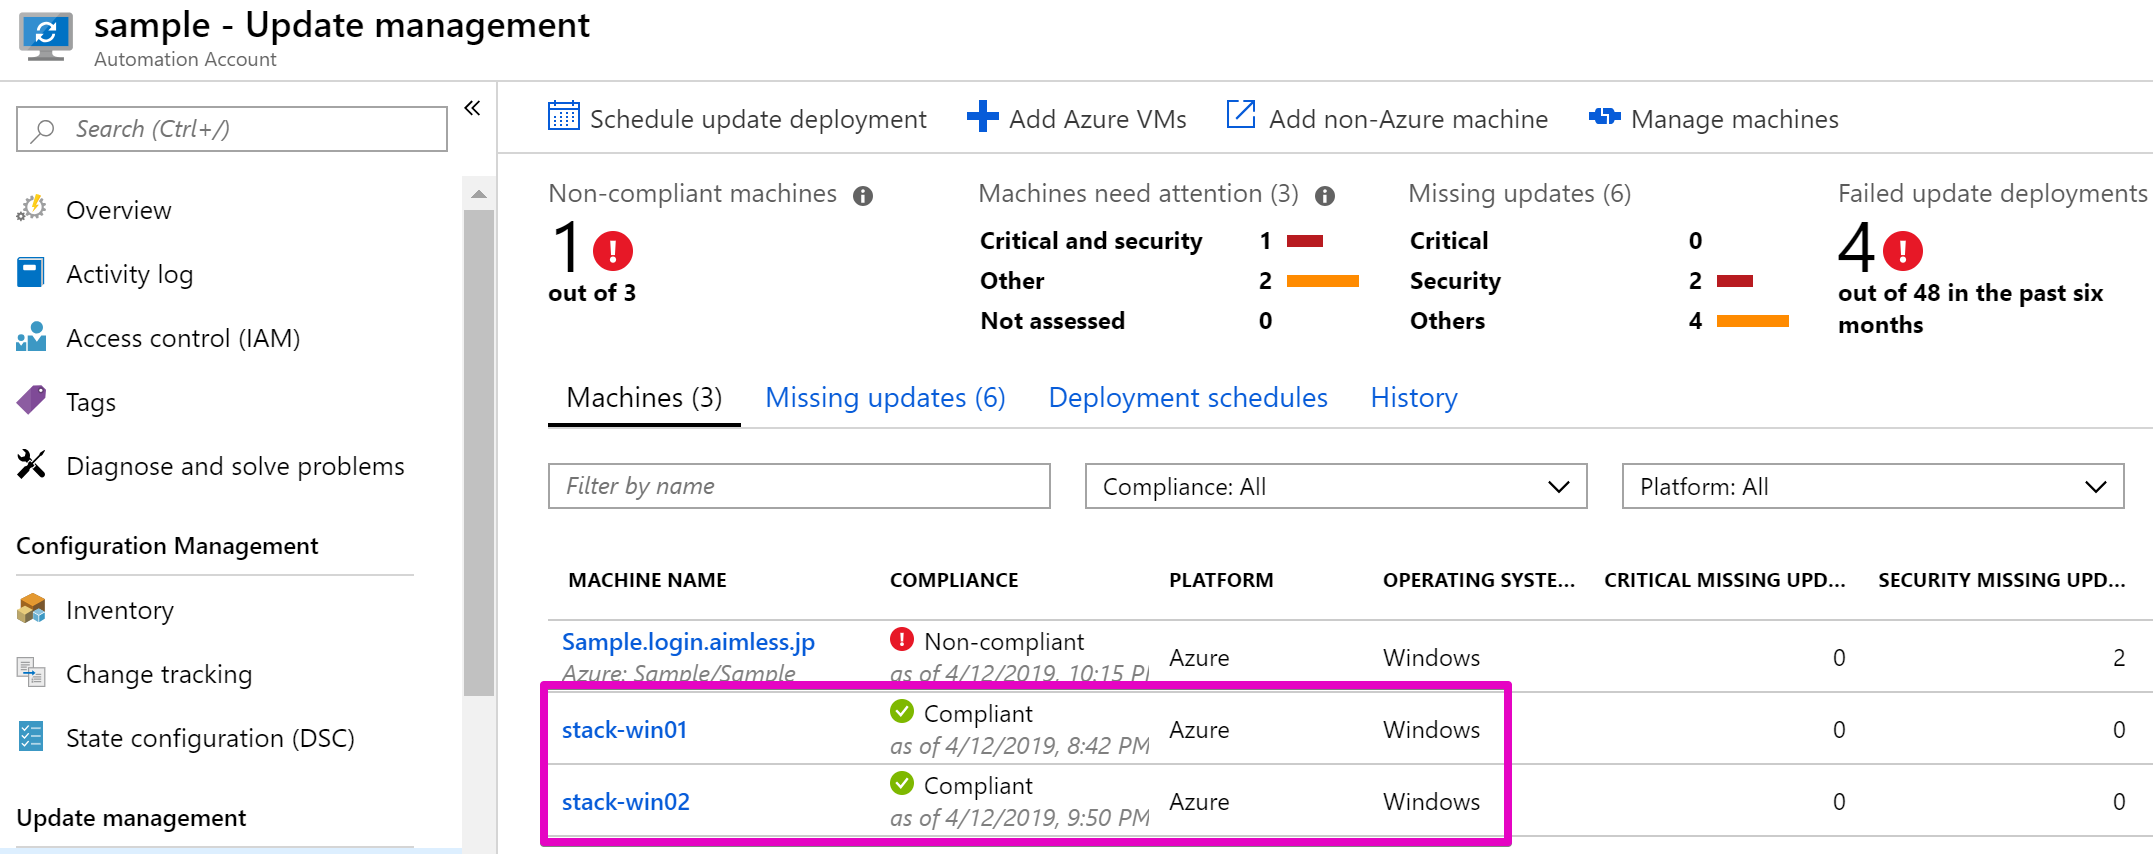 sample - Update management
Automation Account
Search (Ctrl+/)
«
Overview
Activity log
Access control (IAM)
Tags
Diagnose and solve problems
Configuration Management
Inventory
Change tracking
State configuration (DSC)
Update management
Schedule update deployment
Add Azure VMs
Add non-Azure machine
Manage machines
Non-compliant machines
1
out of 3
Machines need attention (3)
Critical and security 1
Other 2
Not assessed 0
Missing updates (6)
Critical 0
Security 2
Others 4
Failed update deployments
4
out of 48 in the past six
months
Machines (3) Missing updates (6) Deployment schedules History
Filter by name
Compliance: All
Platform: All
MACHINE NAME COMPLIANCE PLATFORM OPERATING SYSTE... CRITICAL MISSING UPD... SECURITY MISSING UPD...
Sample.login.aimless.jp Non-compliant Azure Windows 0 2
Azure: Sample/Sample as of 4/12/2019, 10:15 PM
stack-win01 Compliant Azure Windows 0 0
as of 4/12/2019, 8:42 PM
stack-win02 Compliant Azure Windows 0 0
as of 4/12/2019, 9:50 PM